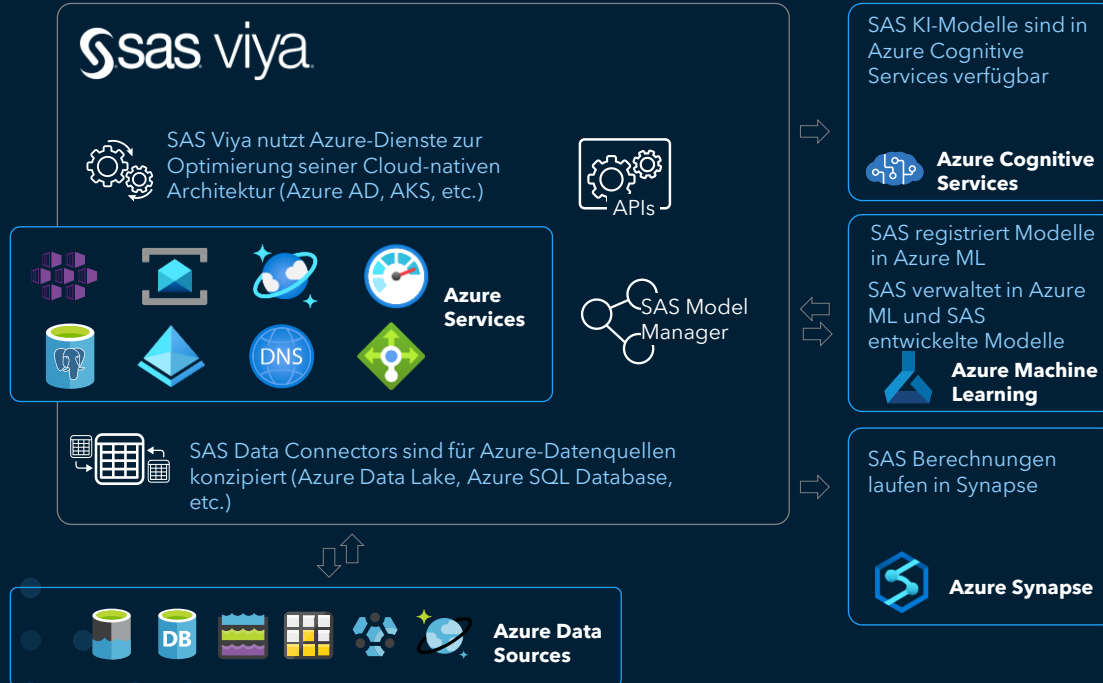 sas viya
SAS Viya nutzt Azure-Dienste zur
Optimierung seiner Cloud-nativen
Architektur (Azure AD, AKS, etc.)
APIs
Azure
Services
DNS
SAS Model
Manager
SAS Data Connectors sind für Azure-Datenquellen
konzipiert (Azure Data Lake, Azure SQL Database,
etc.)
DB
Azure Data
Sources
SAS KI-Modelle sind in
Azure Cognitive
Services verfügbar
Azure Cognitive
Services
SAS registriert Modelle
in Azure ML
SAS verwaltet in Azure
ML und SAS
entwickelte Modelle
Azure Machine
Learning
SAS Berechnungen
laufen in Synapse
Azure Synapse